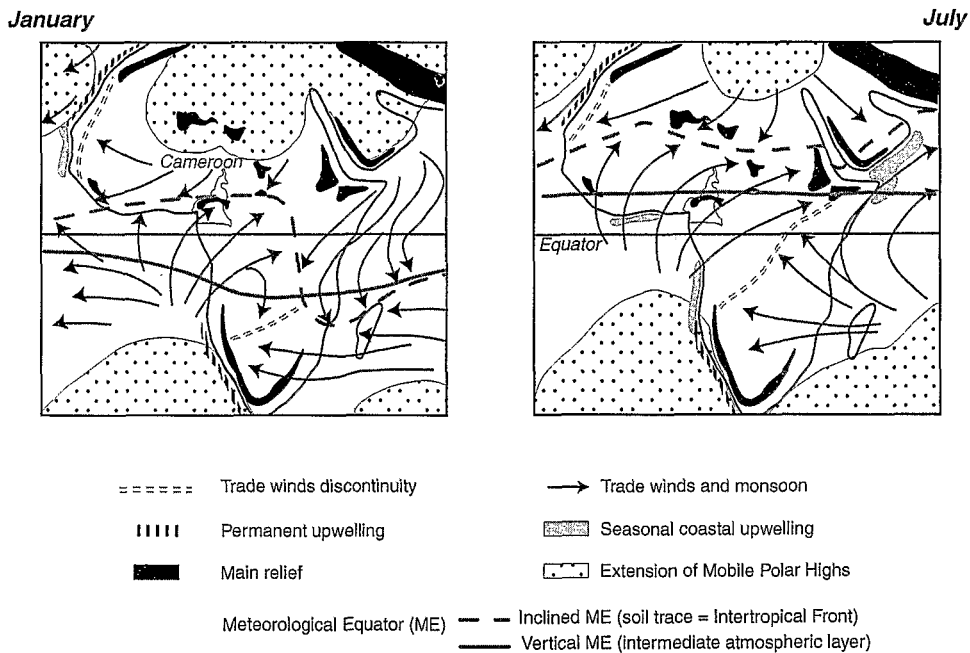 January
July
Cameroon
Equator
Trade winds discontinuity
Trade winds and monsoon
Permanent upwelling
Seasonal coastal upwelling
Main relief
Extension of Mobile Polar Highs
Meteorological Equator (ME)
Inclined ME (soil trace = Intertropical Front)
Vertical ME (intermediate atmospheric layer)